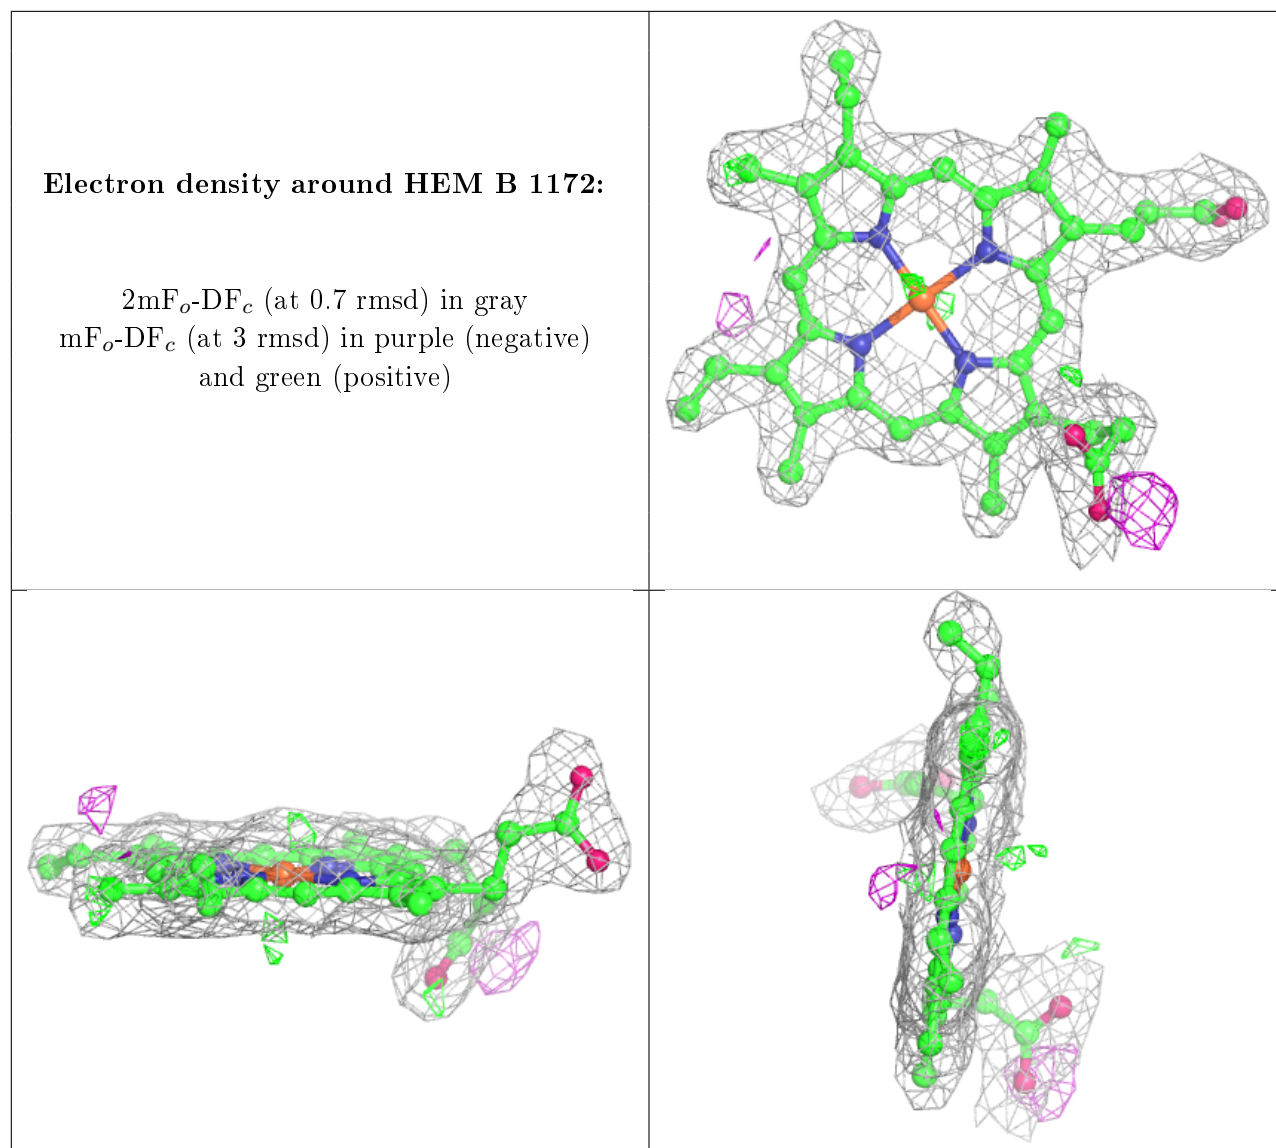 Electron density around HEM B 1172:
2mFo-DFc (at 0.7 rmsd) in gray
mFo-DFc (at 3 rmsd) in purple (negative)
and green (positive)